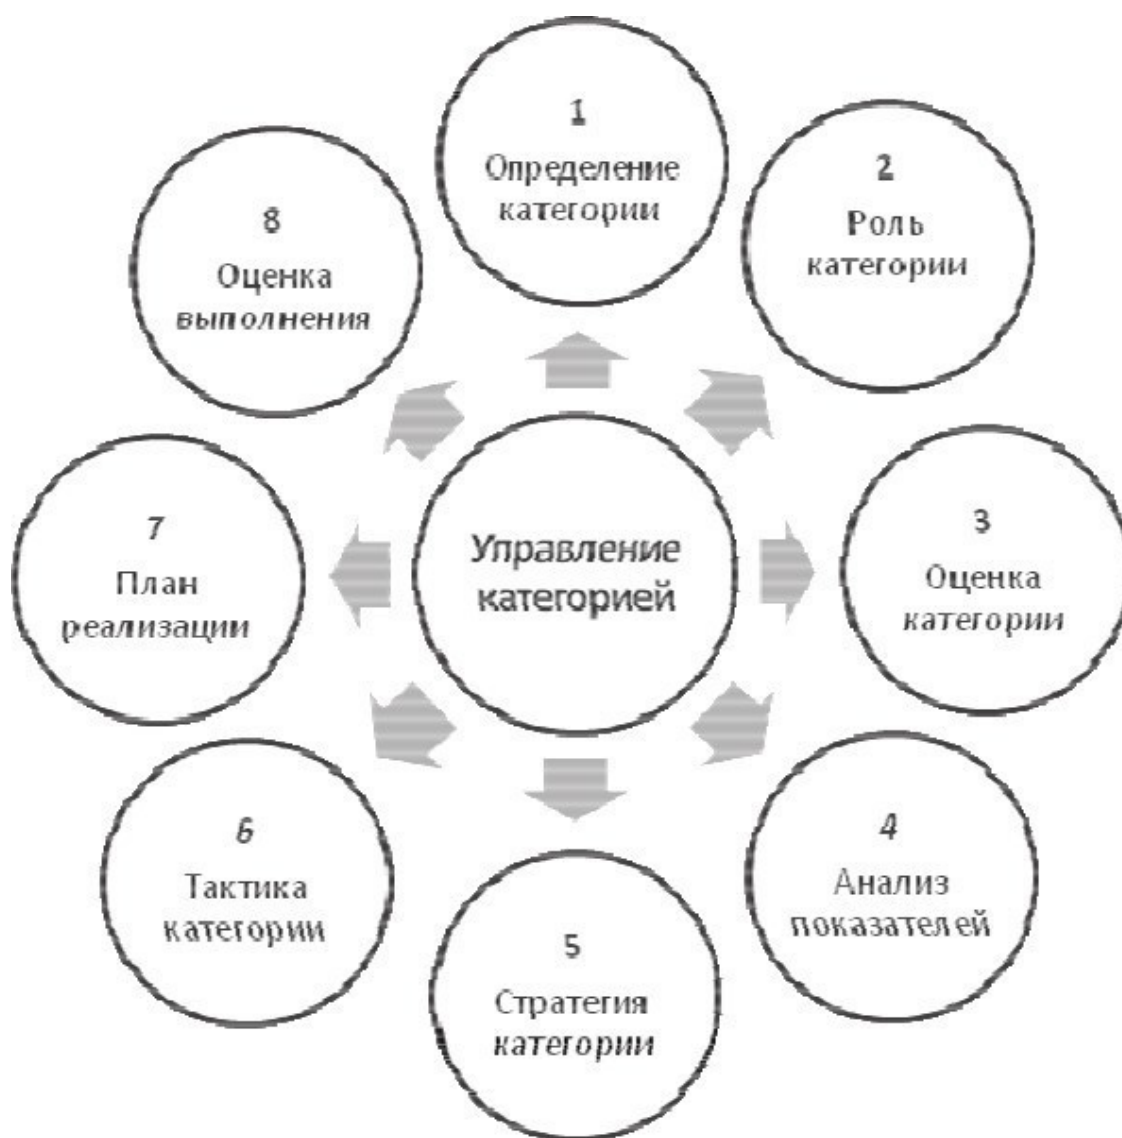 1
Определение
категории
2
Роль
категории
3
Оценка
категории
4
Анализ
показателей
5
Стратегия
категории
6
Тактика
категории
7
План
реализации
8
Оценка
выполнения
Управление
категорией